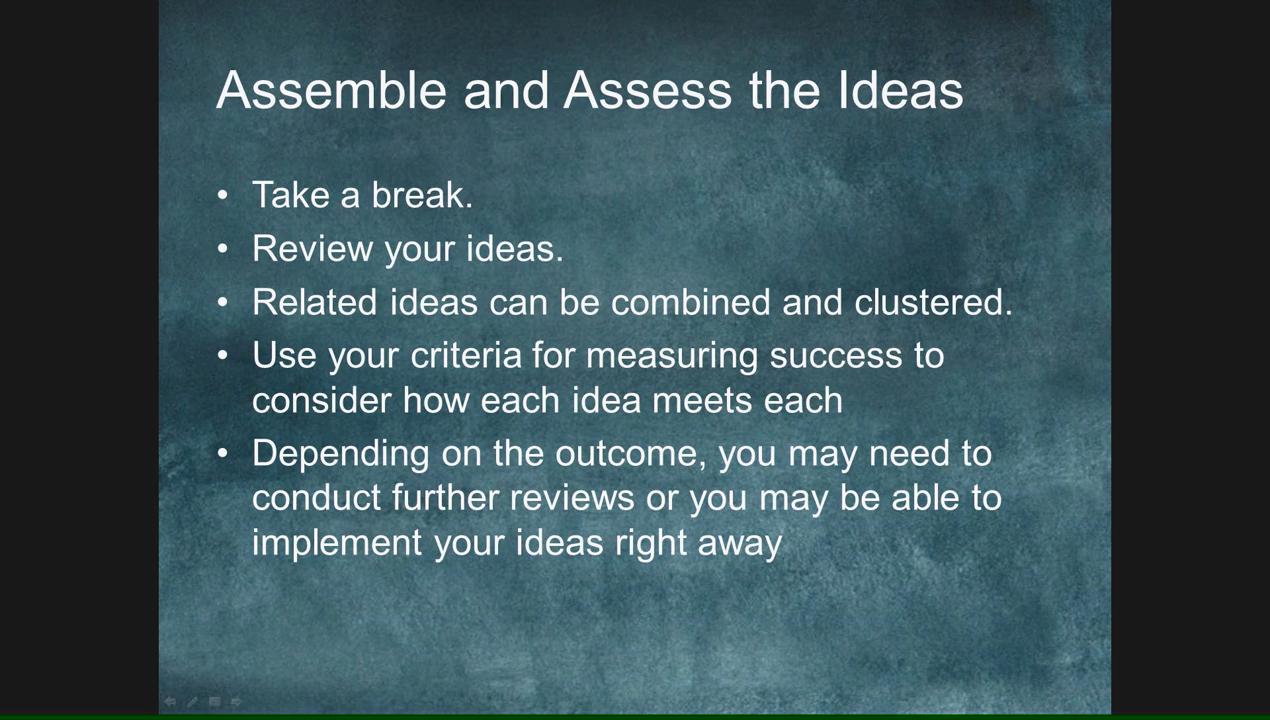 Assemble and Assess the Ideas
• Take a break.
• Review your ideas.
• Related ideas can be combined and clustered.
• Use your criteria for measuring success to
consider how each idea meets each
• Depending on the outcome, you may need to
conduct further reviews or you may be able to
implement your ideas right away